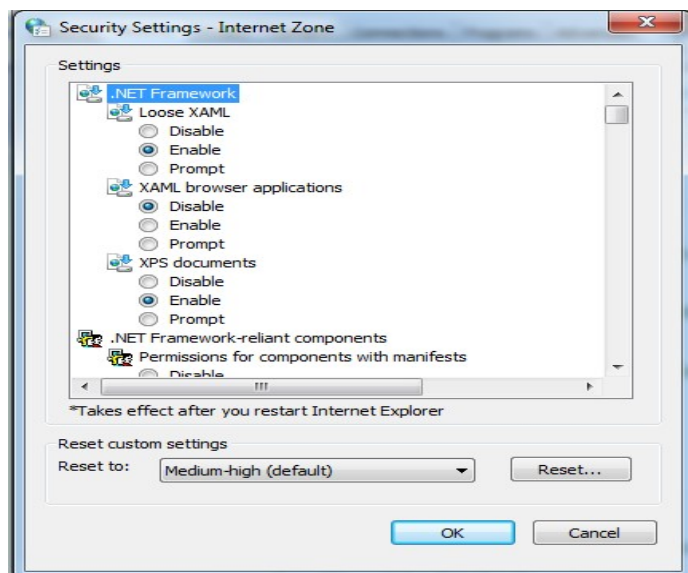 Security Settings - Internet Zone
Settings
.NET Framework
Loose XAML
Disable
Enable
Prompt
XAML browser applications
Disable
Enable
Prompt
XPS documents
Disable
Enable
Prompt
.NET Framework-reliant components
Permissions for components with manifests
Disable
*Takes effect after you restart Internet Explorer
Reset custom settings
Reset to: Medium-high (default) Reset...
OK Cancel